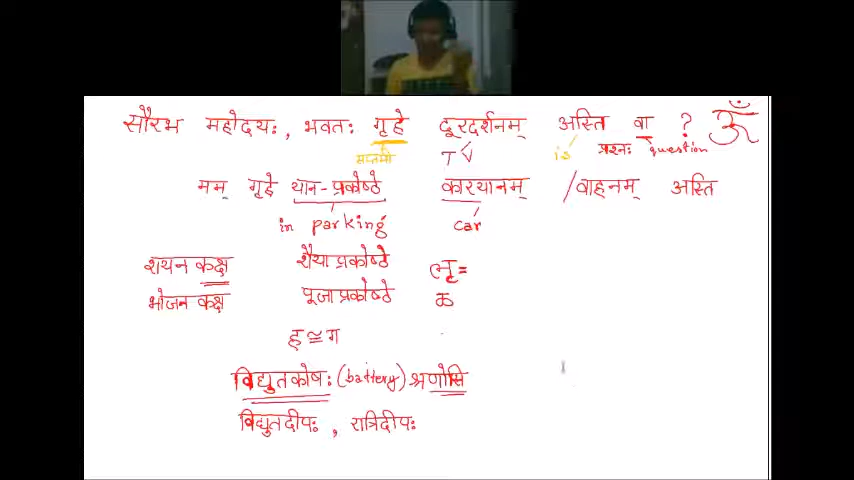 सौरभ महोदयः, भवतः गृहे दूरदर्शनम् अस्ति वा ? ॐ
सप्तमी TV is प्रश्नः question
मम् गृहे यान-प्रकोष्ठे कारयानम् /वाहनम् अस्ति
in parking car
शयन कक्ष शैया प्रकोष्ठे
भोजन कक्ष पूजा प्रकोष्ठे
ह् ≅ ग
विद्युतकोषः (battery) श्रणोसि
विद्युतदीपः, रात्रिदीपः